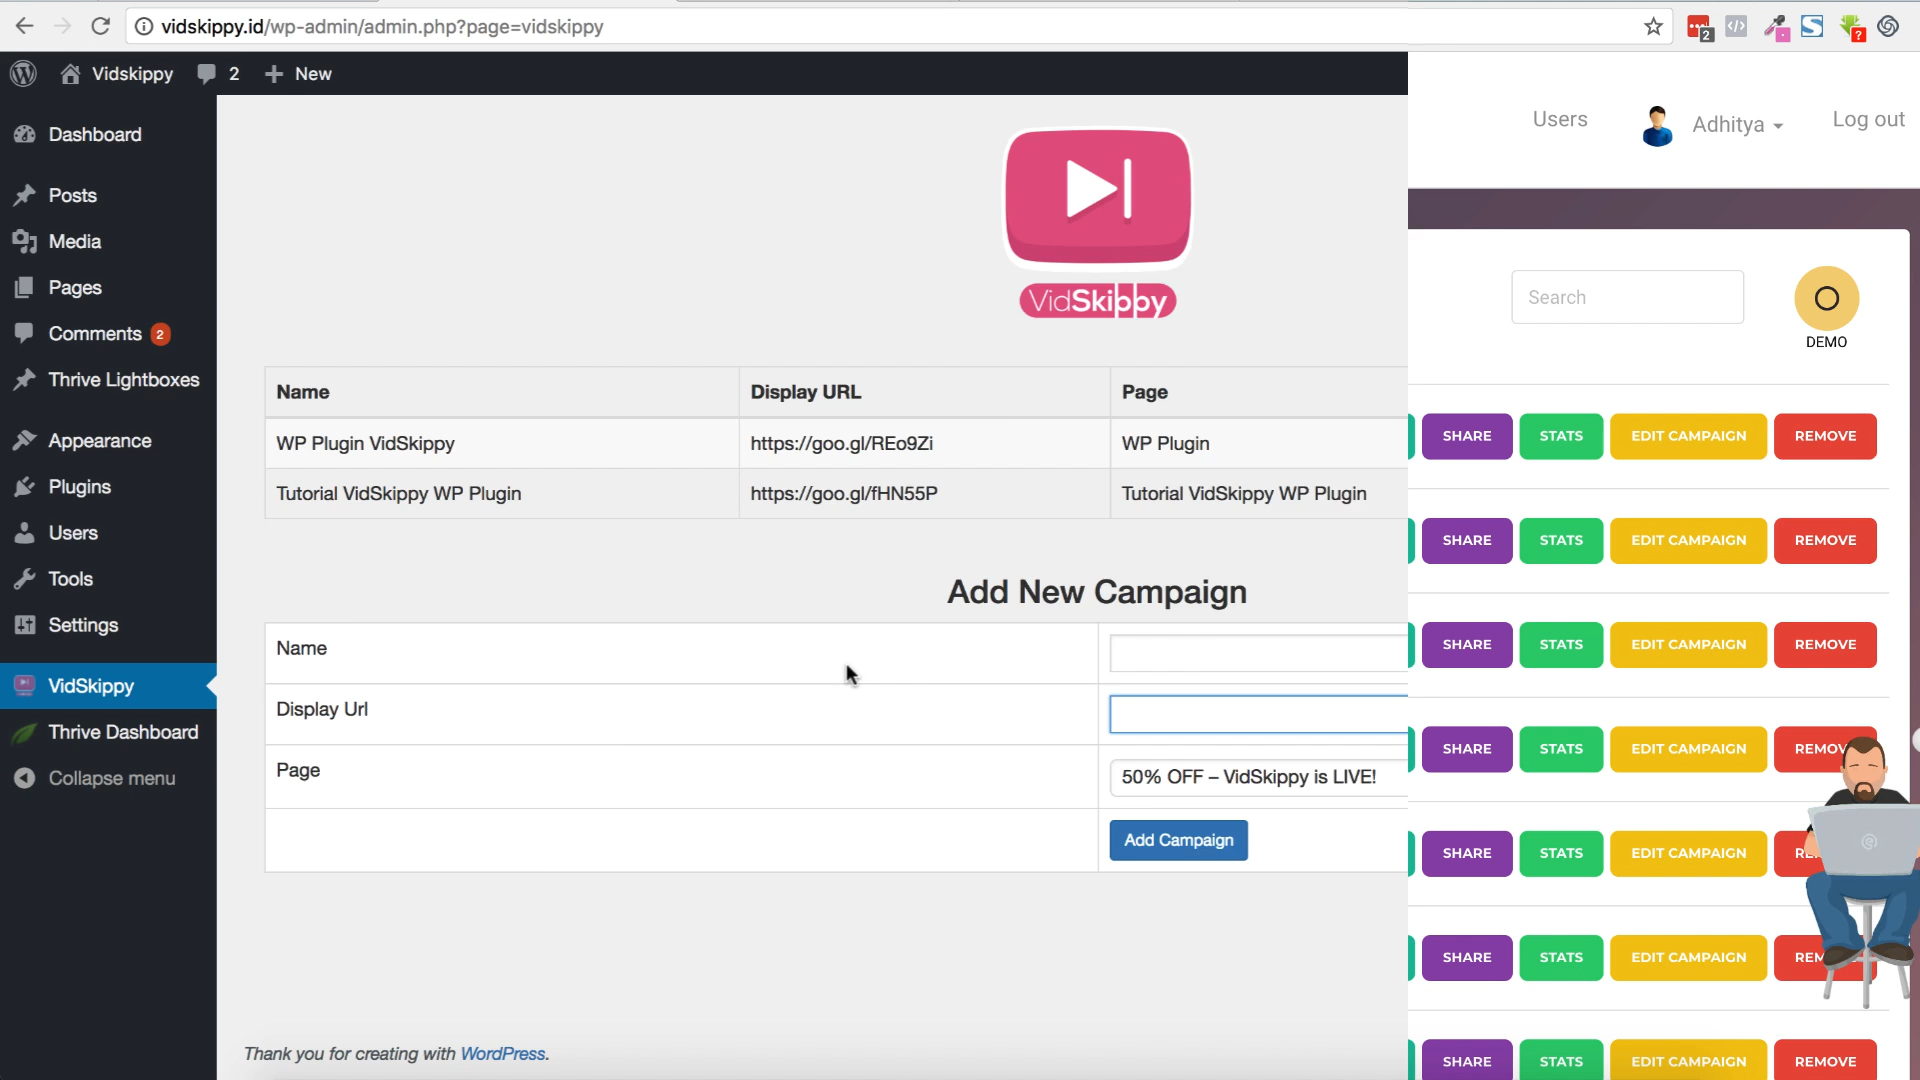 vidskippy.id/wp-admin/admin.php?page=vidskippy
2
?
Vidskippy
2
New
Dashboard
Posts
Media
Pages
Comments 2
Thrive Lightboxes
Appearance
Plugins
Users
Tools
Settings
VidSkippy
Thrive Dashboard
Collapse menu
VidSkippy
Name Display URL Page
WP Plugin VidSkippy https://goo.gl/REo9Zi WP Plugin
Tutorial VidSkippy WP Plugin https://goo.gl/fHN55P Tutorial VidSkippy WP Plugin
Add New Campaign
Name
Display Url
Page 50% OFF – VidSkippy is LIVE!
Add Campaign
Thank you for creating with WordPress.
Users Adhitya Log out
Search
DEMO
SHARE STATS EDIT CAMPAIGN REMOVE
SHARE STATS EDIT CAMPAIGN REMOVE
SHARE STATS EDIT CAMPAIGN REMOVE
SHARE STATS EDIT CAMPAIGN REMOV
SHARE STATS EDIT CAMPAIGN RE
SHARE STATS EDIT CAMPAIGN REM
SHARE STATS EDIT CAMPAIGN REMOVE